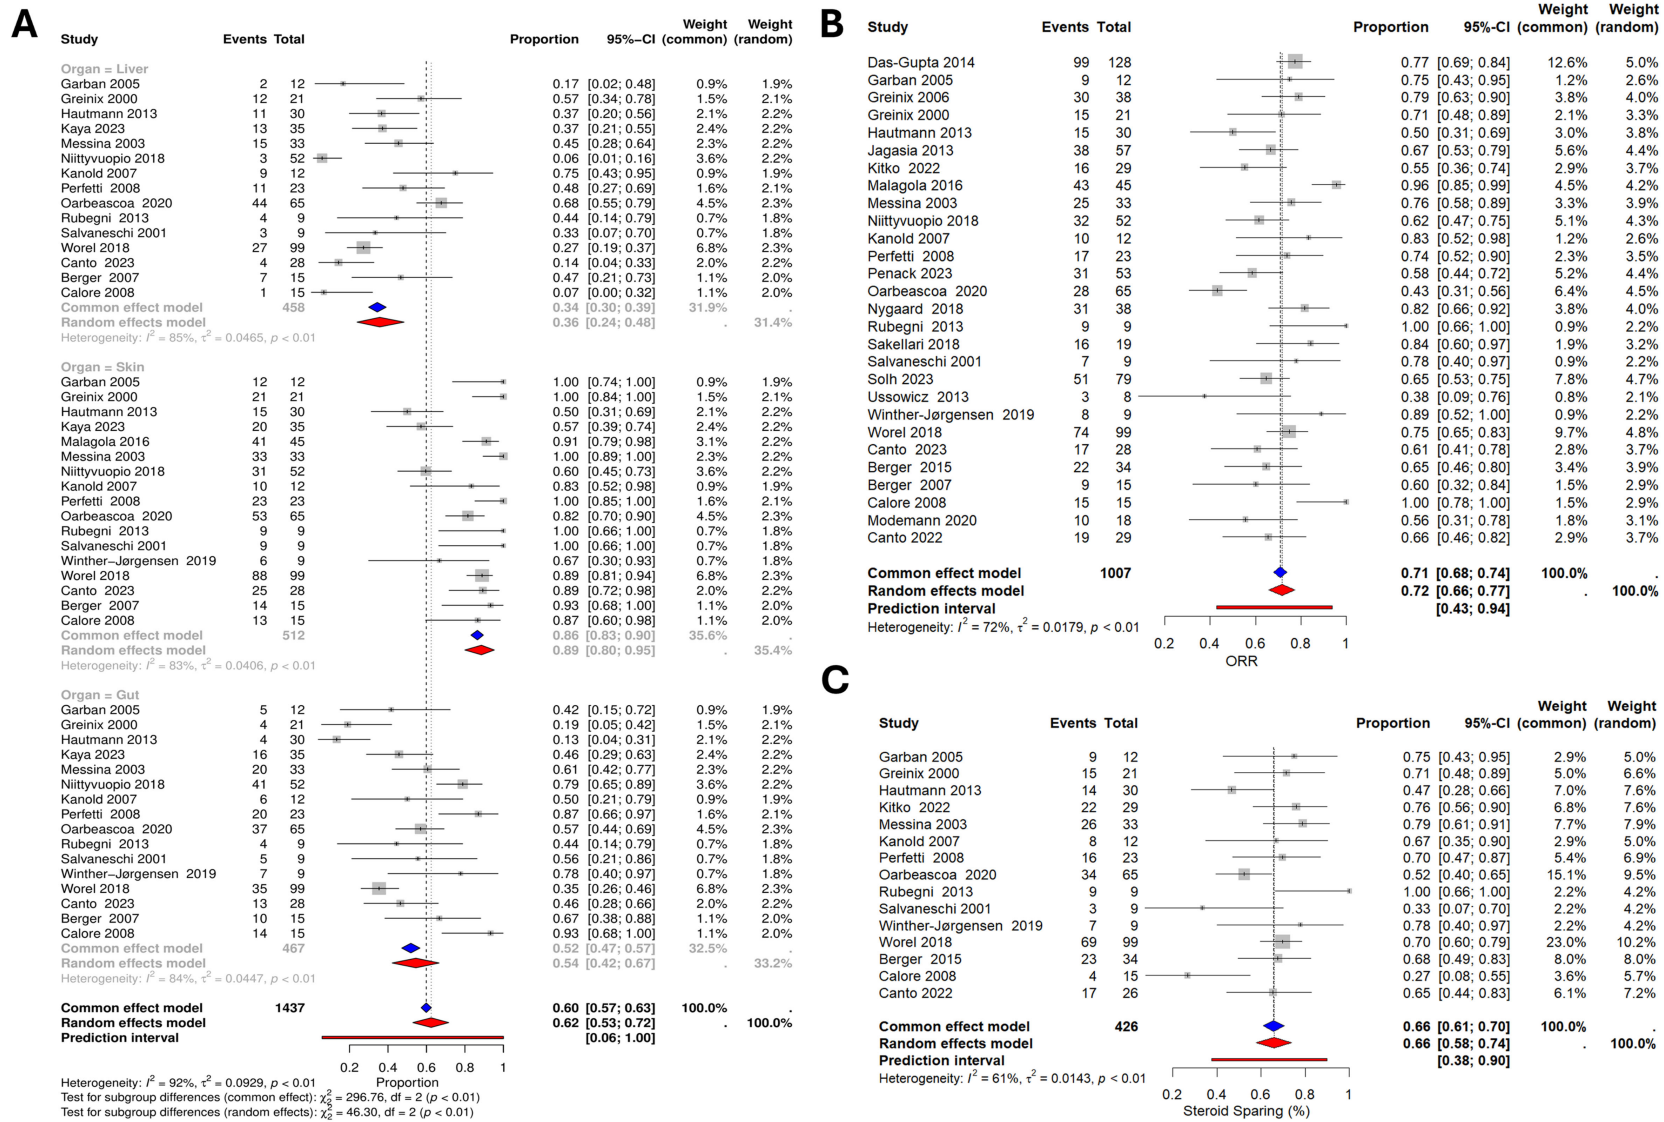 A
Study Events Total Proportion 95%−CI Weight (common) Weight (random)
Organ = Liver
Garban 2005 2 12 0.17 [0.02; 0.48] 0.9% 1.9%
Greinix 2000 12 21 0.57 [0.34; 0.78] 1.5% 2.1%
Hautmann 2013 11 30 0.37 [0.20; 0.56] 2.1% 2.2%
Kaya 2023 13 35 0.37 [0.21; 0.55] 2.4% 2.2%
Messina 2003 15 33 0.45 [0.28; 0.64] 2.3% 2.2%
Niittyvuopio 2018 3 52 0.06 [0.01; 0.16] 3.6% 2.2%
Kanold 2007 9 12 0.75 [0.43; 0.95] 0.9% 1.9%
Perfetti 2008 11 23 0.48 [0.27; 0.69] 1.6% 2.1%
Oarbeascoa 2020 44 65 0.68 [0.55; 0.79] 4.5% 2.3%
Rubegni 2013 4 9 0.44 [0.14; 0.79] 0.7% 1.8%
Salvaneschi 2001 3 9 0.33 [0.07; 0.70] 0.7% 1.8%
Worel 2018 27 99 0.27 [0.19; 0.37] 6.8% 2.3%
Canto 2023 4 28 0.14 [0.04; 0.33] 2.0% 2.2%
Berger 2007 7 15 0.47 [0.21; 0.73] 1.1% 2.0%
Calore 2008 1 15 0.07 [0.00; 0.32] 1.1% 2.0%
Common effect model 458 0.34 [0.30; 0.39] 31.9% .
Random effects model 0.36 [0.24; 0.48] . 31.4%
Heterogeneity: I² = 85%, τ² = 0.0465, p < 0.01
Organ = Skin
Garban 2005 12 12 1.00 [0.74; 1.00] 0.9% 1.9%
Greinix 2000 21 21 1.00 [0.84; 1.00] 1.5% 2.1%
Hautmann 2013 15 30 0.50 [0.31; 0.69] 2.1% 2.2%
Kaya 2023 20 35 0.57 [0.39; 0.74] 2.4% 2.2%
Malagola 2016 41 45 0.91 [0.79; 0.98] 3.1% 2.2%
Messina 2003 33 33 1.00 [0.89; 1.00] 2.3% 2.2%
Niittyvuopio 2018 31 52 0.60 [0.45; 0.73] 3.6% 2.2%
Kanold 2007 10 12 0.83 [0.52; 0.98] 0.9% 1.9%
Perfetti 2008 23 23 1.00 [0.85; 1.00] 1.6% 2.1%
Oarbeascoa 2020 53 65 0.82 [0.70; 0.90] 4.5% 2.3%
Rubegni 2013 9 9 1.00 [0.66; 1.00] 0.7% 1.8%
Salvaneschi 2001 9 9 1.00 [0.66; 1.00] 0.7% 1.8%
Winther−Jørgensen 2019 6 9 0.67 [0.30; 0.93] 0.7% 1.8%
Worel 2018 88 99 0.89 [0.81; 0.94] 6.8% 2.3%
Canto 2023 25 28 0.89 [0.72; 0.98] 2.0% 2.2%
Berger 2007 14 15 0.93 [0.68; 1.00] 1.1% 2.0%
Calore 2008 13 15 0.87 [0.60; 0.98] 1.1% 2.0%
Common effect model 512 0.86 [0.83; 0.90] 35.6% .
Random effects model 0.89 [0.80; 0.95] . 35.4%
Heterogeneity: I² = 83%, τ² = 0.0406, p < 0.01
Organ = Gut
Garban 2005 5 12 0.42 [0.15; 0.72] 0.9% 1.9%
Greinix 2000 4 21 0.19 [0.05; 0.42] 1.5% 2.1%
Hautmann 2013 4 30 0.13 [0.04; 0.31] 2.1% 2.2%
Kaya 2023 16 35 0.46 [0.29; 0.63] 2.4% 2.2%
Messina 2003 20 33 0.61 [0.42; 0.77] 2.3% 2.2%
Niittyvuopio 2018 41 52 0.79 [0.65; 0.89] 3.6% 2.2%
Kanold 2007 6 12 0.50 [0.21; 0.79] 0.9% 1.9%
Perfetti 2008 20 23 0.87 [0.66; 0.97] 1.6% 2.1%
Oarbeascoa 2020 37 65 0.57 [0.44; 0.69] 4.5% 2.3%
Rubegni 2013 4 9 0.44 [0.14; 0.79] 0.7% 1.8%
Salvaneschi 2001 5 9 0.56 [0.21; 0.86] 0.7% 1.8%
Winther−Jørgensen 2019 7 9 0.78 [0.40; 0.97] 0.7% 1.8%
Worel 2018 35 99 0.35 [0.26; 0.46] 6.8% 2.3%
Canto 2023 13 28 0.46 [0.28; 0.66] 2.0% 2.2%
Berger 2007 10 15 0.67 [0.38; 0.88] 1.1% 2.0%
Calore 2008 14 15 0.93 [0.68; 1.00] 1.1% 2.0%
Common effect model 467 0.52 [0.47; 0.57] 32.5% .
Random effects model 0.54 [0.42; 0.67] . 33.2%
Heterogeneity: I² = 84%, τ² = 0.0447, p < 0.01
Common effect model 1437 0.60 [0.57; 0.63] 100.0% .
Random effects model 0.62 [0.53; 0.72] . 100.0%
Prediction interval [0.06; 1.00]
0.2 0.4 0.6 0.8 1
Proportion
Heterogeneity: I² = 92%, τ² = 0.0929, p < 0.01
Test for subgroup differences (common effect): χ²₂ = 296.76, df = 2 (p < 0.01)
Test for subgroup differences (random effects): χ²₂ = 46.30, df = 2 (p < 0.01)
B
Study Events Total Proportion 95%-CI Weight (common) Weight (random)
Das-Gupta 2014 99 128 0.77 [0.69; 0.84] 12.6% 5.0%
Garban 2005 9 12 0.75 [0.43; 0.95] 1.2% 2.6%
Greinix 2006 30 38 0.79 [0.63; 0.90] 3.8% 4.0%
Greinix 2000 15 21 0.71 [0.48; 0.89] 2.1% 3.3%
Hautmann 2013 15 30 0.50 [0.31; 0.69] 3.0% 3.8%
Jagasia 2013 38 57 0.67 [0.53; 0.79] 5.6% 4.4%
Kitko 2022 16 29 0.55 [0.36; 0.74] 2.9% 3.7%
Malagola 2016 43 45 0.96 [0.85; 0.99] 4.5% 4.2%
Messina 2003 25 33 0.76 [0.58; 0.89] 3.3% 3.9%
Niittyvuopio 2018 32 52 0.62 [0.47; 0.75] 5.1% 4.3%
Kanold 2007 10 12 0.83 [0.52; 0.98] 1.2% 2.6%
Perfetti 2008 17 23 0.74 [0.52; 0.90] 2.3% 3.5%
Penack 2023 31 53 0.58 [0.44; 0.72] 5.2% 4.4%
Oarbeascoa 2020 28 65 0.43 [0.31; 0.56] 6.4% 4.5%
Nygaard 2018 31 38 0.82 [0.66; 0.92] 3.8% 4.0%
Rubegni 2013 9 9 1.00 [0.66; 1.00] 0.9% 2.2%
Sakellari 2018 16 19 0.84 [0.60; 0.97] 1.9% 3.2%
Salvaneschi 2001 7 9 0.78 [0.40; 0.97] 0.9% 2.2%
Solh 2023 51 79 0.65 [0.53; 0.75] 7.8% 4.7%
Ussowicz 2013 3 8 0.38 [0.09; 0.76] 0.8% 2.1%
Winther-Jørgensen 2019 8 9 0.89 [0.52; 1.00] 0.9% 2.2%
Worel 2018 74 99 0.75 [0.65; 0.83] 9.7% 4.8%
Canto 2023 17 28 0.61 [0.41; 0.78] 2.8% 3.7%
Berger 2015 22 34 0.65 [0.46; 0.80] 3.4% 3.9%
Berger 2007 9 15 0.60 [0.32; 0.84] 1.5% 2.9%
Calore 2008 15 15 1.00 [0.78; 1.00] 1.5% 2.9%
Modemann 2020 10 18 0.56 [0.31; 0.78] 1.8% 3.1%
Canto 2022 19 29 0.66 [0.46; 0.82] 2.9% 3.7%
Common effect model 1007 0.71 [0.68; 0.74] 100.0% .
Random effects model 0.72 [0.66; 0.77] . 100.0%
Prediction interval [0.43; 0.94]
Heterogeneity: I² = 72%, τ² = 0.0179, p < 0.01
0.2 0.4 0.6 0.8 1
ORR
C
Study Events Total Proportion 95%-CI Weight (common) Weight (random)
Garban 2005 9 12 0.75 [0.43; 0.95] 2.9% 5.0%
Greinix 2000 15 21 0.71 [0.48; 0.89] 5.0% 6.6%
Hautmann 2013 14 30 0.47 [0.28; 0.66] 7.0% 7.6%
Kitko 2022 22 29 0.76 [0.56; 0.90] 6.8% 7.6%
Messina 2003 26 33 0.79 [0.61; 0.91] 7.7% 7.9%
Kanold 2007 8 12 0.67 [0.35; 0.90] 2.9% 5.0%
Perfetti 2008 16 23 0.70 [0.47; 0.87] 5.4% 6.9%
Oarbeascoa 2020 34 65 0.52 [0.40; 0.65] 15.1% 9.5%
Rubegni 2013 9 9 1.00 [0.66; 1.00] 2.2% 4.2%
Salvaneschi 2001 3 9 0.33 [0.07; 0.70] 2.2% 4.2%
Winther-Jørgensen 2019 7 9 0.78 [0.40; 0.97] 2.2% 4.2%
Worel 2018 69 99 0.70 [0.60; 0.79] 23.0% 10.2%
Berger 2015 23 34 0.68 [0.49; 0.83] 8.0% 8.0%
Calore 2008 4 15 0.27 [0.08; 0.55] 3.6% 5.7%
Canto 2022 17 26 0.65 [0.44; 0.83] 6.1% 7.2%
Common effect model 426 0.66 [0.61; 0.70] 100.0% .
Random effects model 0.66 [0.58; 0.74] . 100.0%
Prediction interval [0.38; 0.90]
Heterogeneity: I² = 61%, τ² = 0.0143, p < 0.01
0.2 0.4 0.6 0.8 1
Steroid Sparing (%)